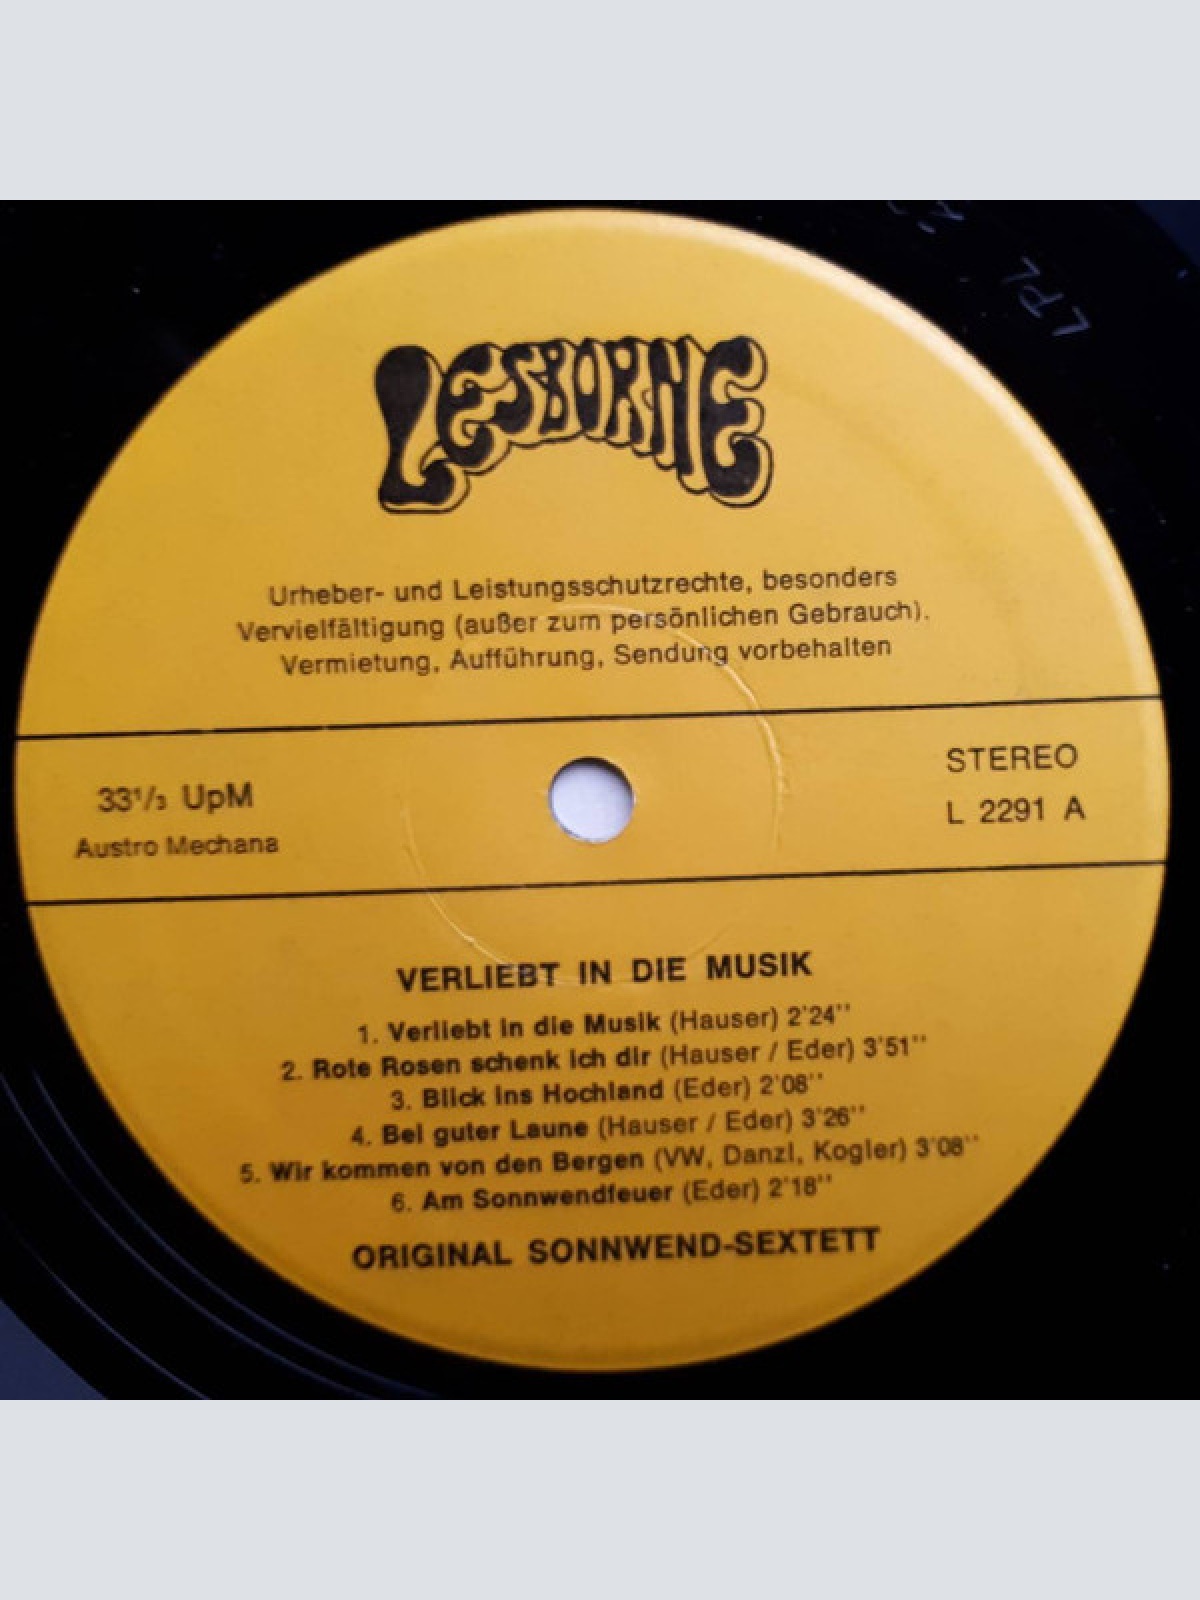 LPL
LESBORNE
Urheber- und Leistungsschutzrechte, besonders
Vervielfältigung (außer zum persönlichen Gebrauch).
Vermietung, Aufführung, Sendung vorbehalten
33¹/₃ UpM
Austro Mechana
STEREO
L 2291 A
VERLIEBT IN DIE MUSIK
1. Verliebt in die Musik (Hauser) 2'24''
2. Rote Rosen schenk ich dir (Hauser / Eder) 3'51''
3. Blick ins Hochland (Eder) 2'08''
4. Bei guter Laune (Hauser / Eder) 3'26''
5. Wir kommen von den Bergen (VW, Danzl, Kogler) 3'08''
6. Am Sonnwendfeuer (Eder) 2'18''
ORIGINAL SONNWEND-SEXTETT